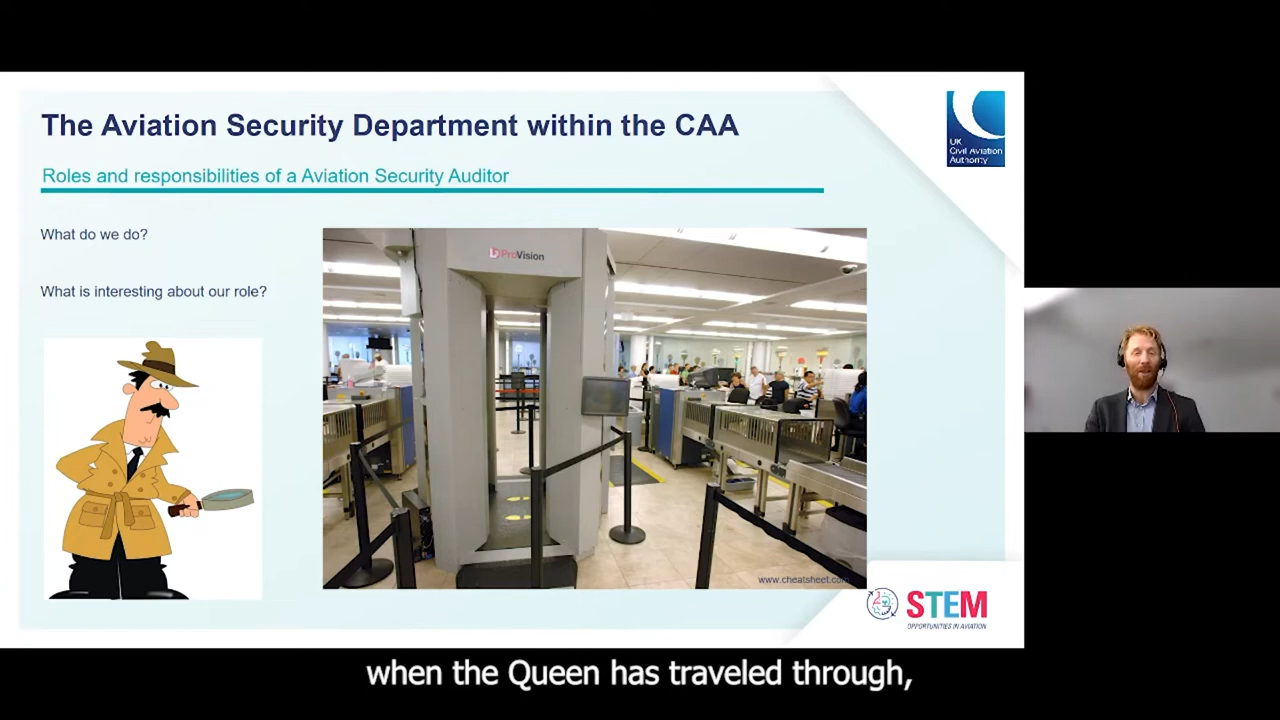 The Aviation Security Department within the CAA
Roles and responsibilities of a Aviation Security Auditor
UK
Civil Aviation
Authority
What do we do?
What is interesting about our role?
ProVision
www.cheatsheet.com
STEM
OPPORTUNITIES IN AVIATION
when the Queen has traveled through,